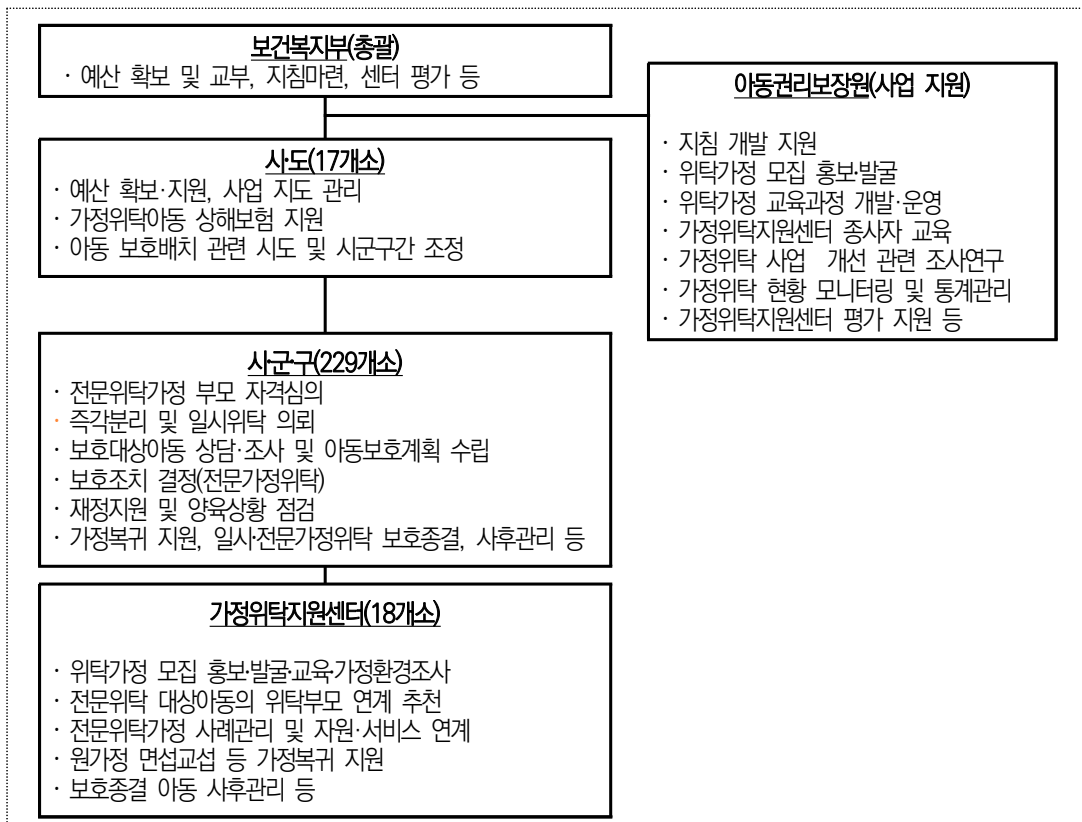 보건복지부(총괄)
· 예산 확보 및 교부, 지침마련, 센터 평가 등
아동권리보장원(사업 지원)
· 지침 개발 지원
· 위탁가정 모집 홍보·발굴
· 위탁가정 교육과정 개발·운영
· 가정위탁지원센터 종사자 교육
· 가정위탁 사업 개선 관련 조사연구
· 가정위탁 현황 모니터링 및 통계관리
· 가정위탁지원센터 평가 지원 등
시·도(17개소)
· 예산 확보·지원, 사업 지도 관리
· 가정위탁아동 상해보험 지원
· 아동 보호배치 관련 시도 및 시군구간 조정
시·군·구(229개소)
· 전문위탁가정 부모 자격심의
· 즉각분리 및 일시위탁 의뢰
· 보호대상아동 상담·조사 및 아동보호계획 수립
· 보호조치 결정(전문가정위탁)
· 재정지원 및 양육상황 점검
· 가정복귀 지원, 일시·전문가정위탁 보호종결, 사후관리 등
가정위탁지원센터(18개소)
· 위탁가정 모집 홍보·발굴·교육·가정환경조사
· 전문위탁 대상아동의 위탁부모 연계 추천
· 전문위탁가정 사례관리 및 자원·서비스 연계
· 원가정 면섭교섭 등 가정복귀 지원
· 보호종결 아동 사후관리 등